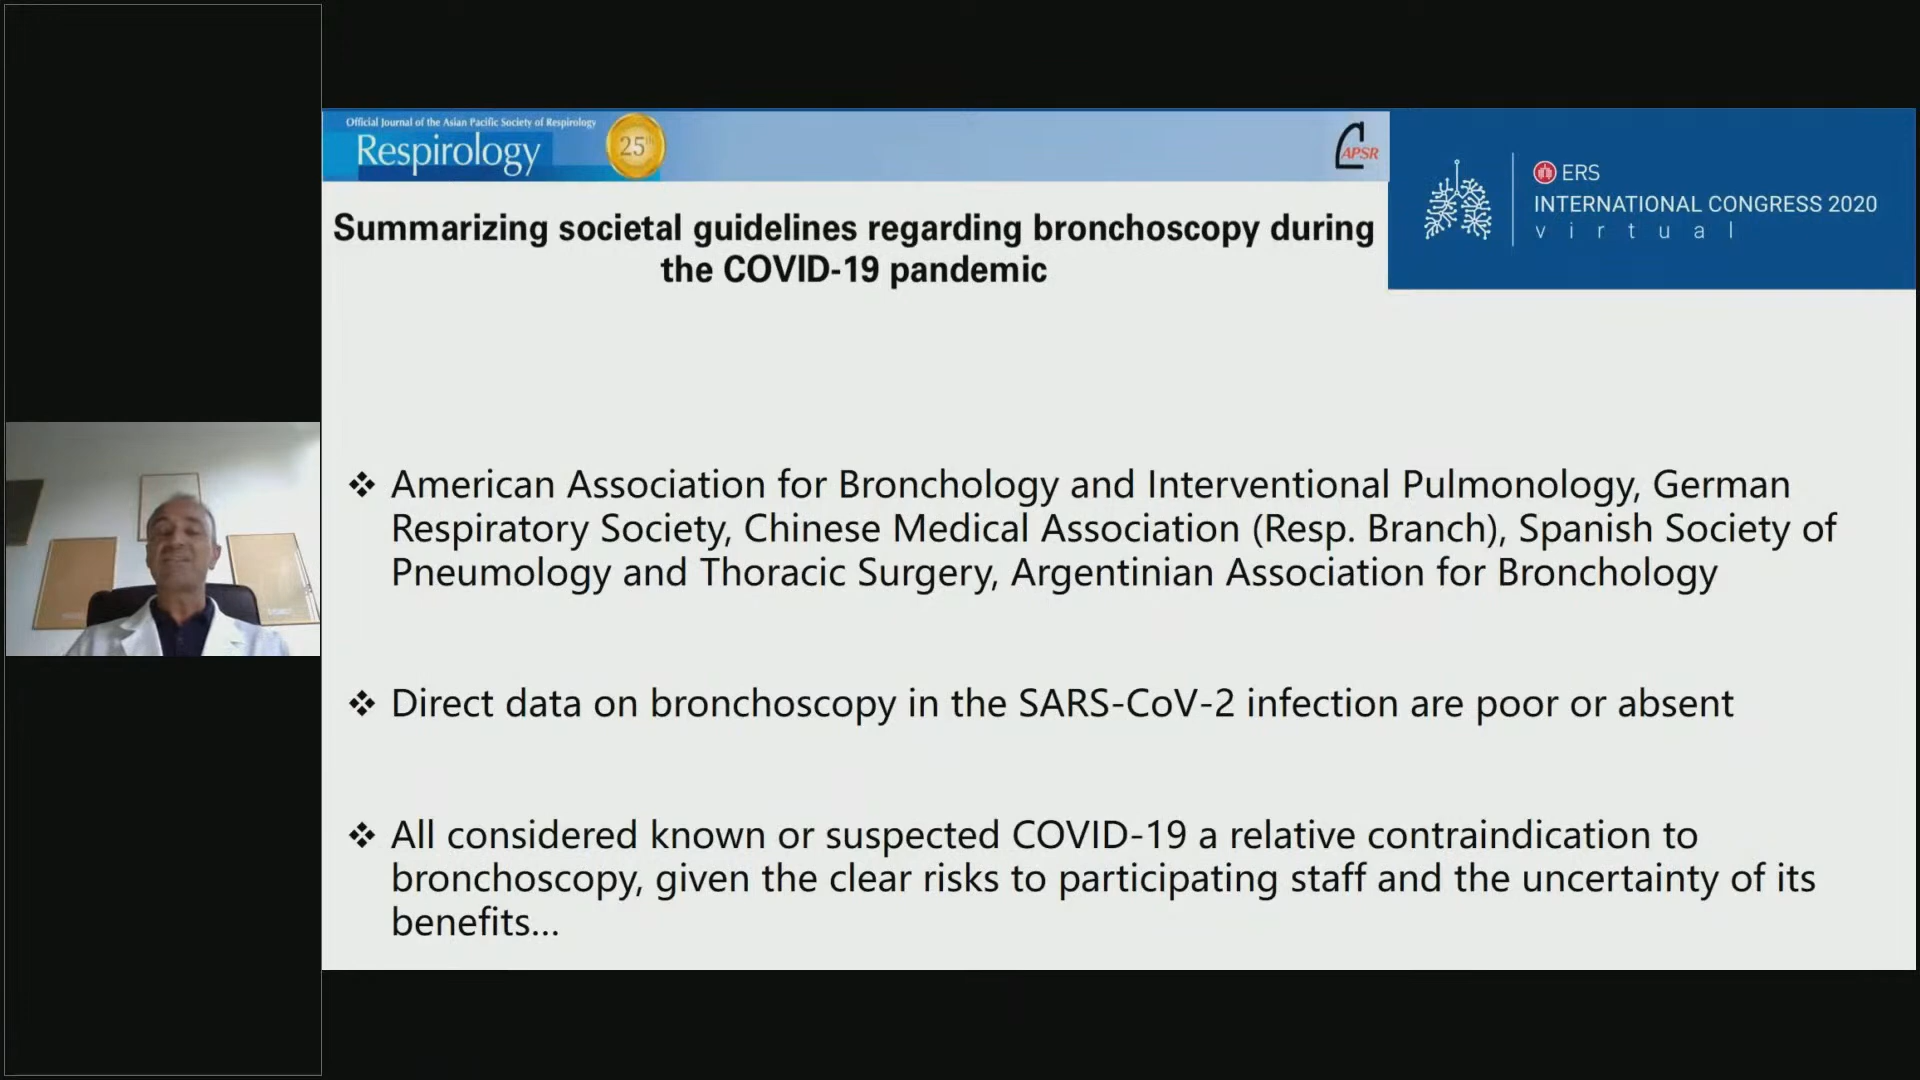 Official Journal of the Asian Pacific Society of Respirology
Respirology
25th
APSR
ERS
INTERNATIONAL CONGRESS 2020
virtual
Summarizing societal guidelines regarding bronchoscopy during
the COVID-19 pandemic
❖ American Association for Bronchology and Interventional Pulmonology, German
Respiratory Society, Chinese Medical Association (Resp. Branch), Spanish Society of
Pneumology and Thoracic Surgery, Argentinian Association for Bronchology
❖ Direct data on bronchoscopy in the SARS-CoV-2 infection are poor or absent
❖ All considered known or suspected COVID-19 a relative contraindication to
bronchoscopy, given the clear risks to participating staff and the uncertainty of its
benefits...